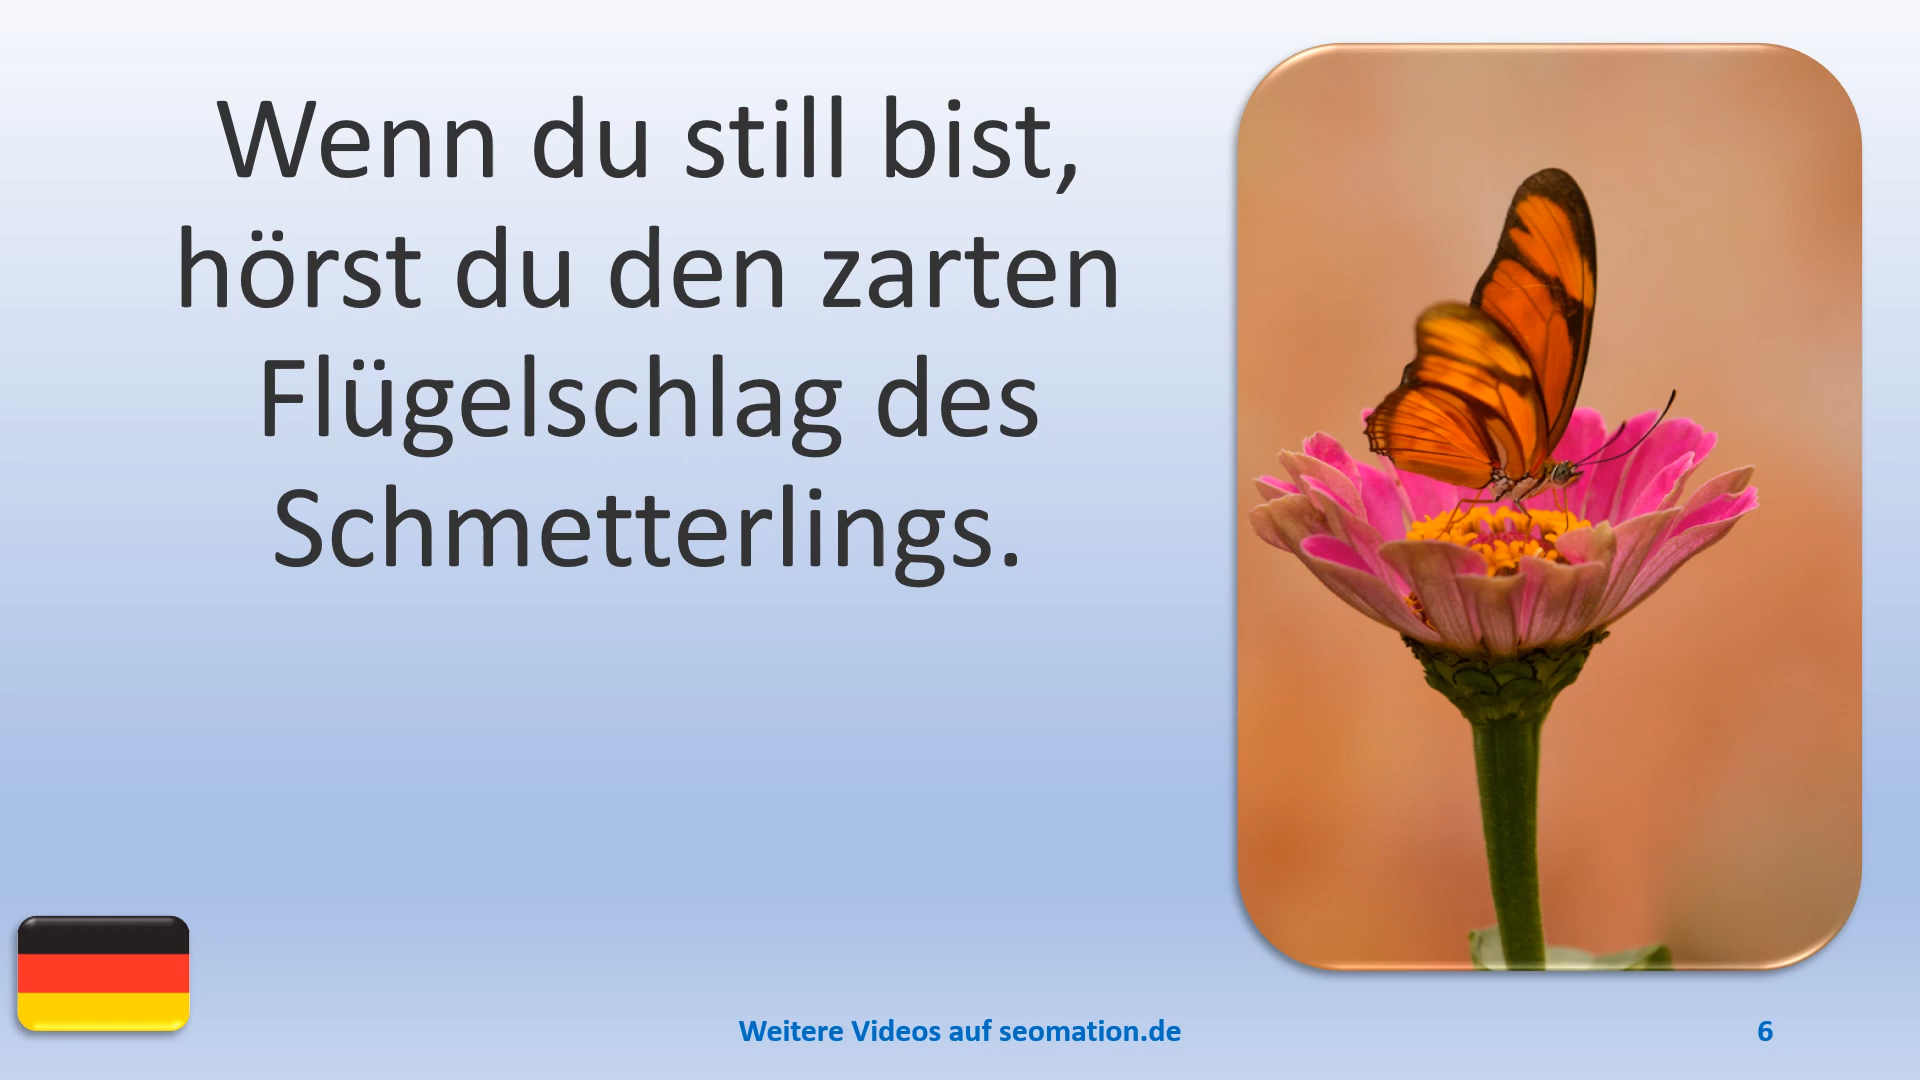 Wenn du still bist,
hörst du den zarten
Flügelschlag des
Schmetterlings.
Weitere Videos auf seomation.de
6